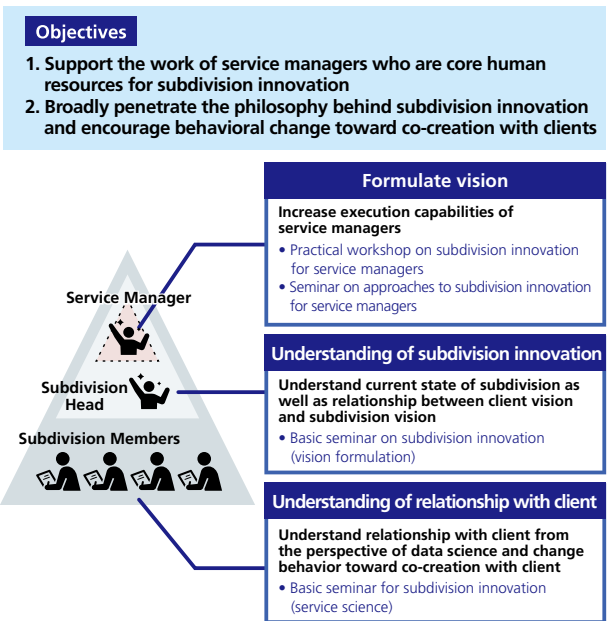 Objectives
1. Support the work of service managers who are core human
resources for subdivision innovation
2. Broadly penetrate the philosophy behind subdivision innovation
and encourage behavioral change toward co-creation with clients
Service Manager
Subdivision
Head
Subdivision Members
Formulate vision
Increase execution capabilities of
service managers
• Practical workshop on subdivision innovation
for service managers
• Seminar on approaches to subdivision innovation
for service managers
Understanding of subdivision innovation
Understand current state of subdivision as
well as relationship between client vision
and subdivision vision
• Basic seminar on subdivision innovation
(vision formulation)
Understanding of relationship with client
Understand relationship with client from
the perspective of data science and change
behavior toward co-creation with client
• Basic seminar for subdivision innovation
(service science)